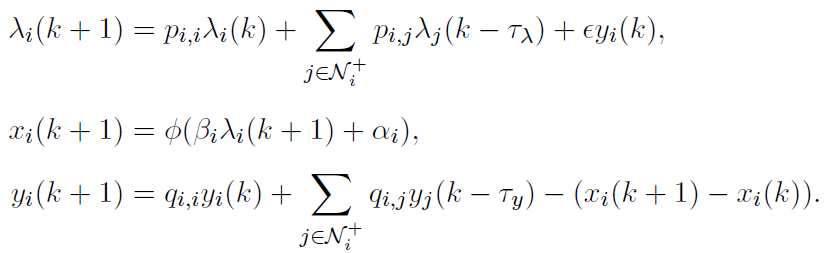 λ_i(k + 1) = p_{i,i}λ_i(k) + ∑_{j∈𝒩_i^+} p_{i,j}λ_j(k − τ_λ) + ϵy_i(k),
x_i(k + 1) = ϕ(β_iλ_i(k + 1) + α_i),
y_i(k + 1) = q_{i,i}y_i(k) + ∑_{j∈𝒩_i^+} q_{i,j}y_j(k − τ_y) − (x_i(k + 1) − x_i(k)).